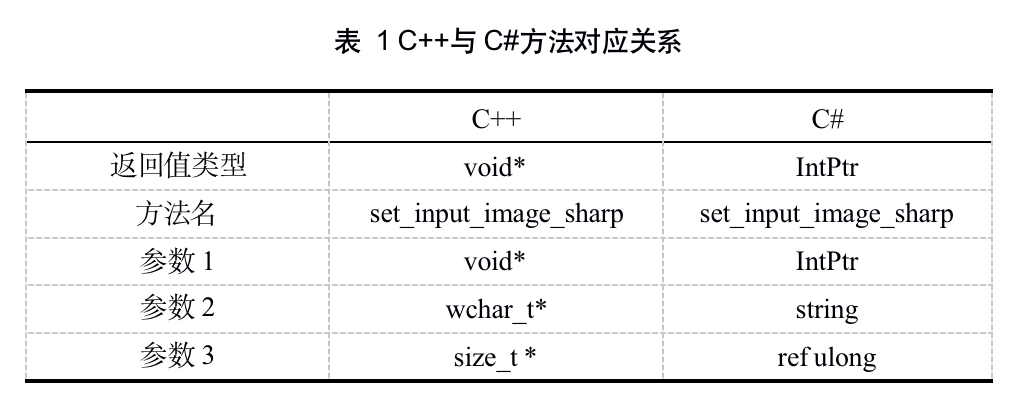 表 1 C++与 C#方法对应关系
C++ C#
返回值类型 void* IntPtr
方法名 set_input_image_sharp set_input_image_sharp
参数 1 void* IntPtr
参数 2 wchar_t* string
参数 3 size_t * ref ulong